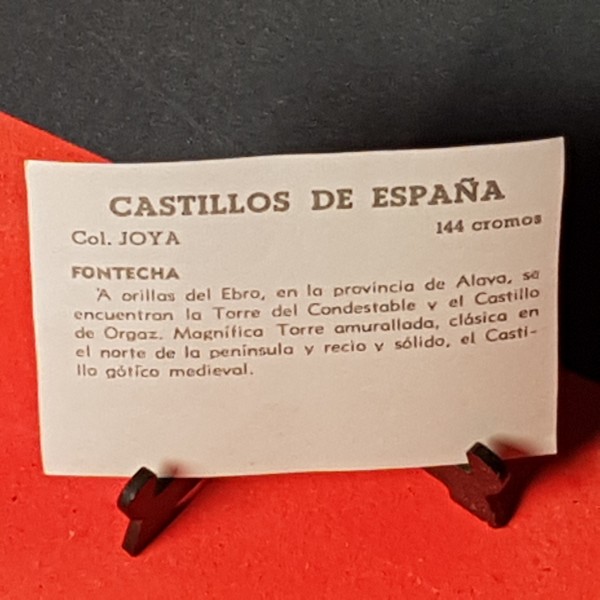 CASTILLOS DE ESPAÑA
Col. JOYA 144 cromos
FONTECHA
A orillas del Ebro, en la provincia de Alava, se
encuentran la Torre del Condestable y el Castillo
de Orgaz. Magnífica Torre amurallada, clásica en
el norte de la península y recio y sólido, el Casti-
llo gótico medieval.